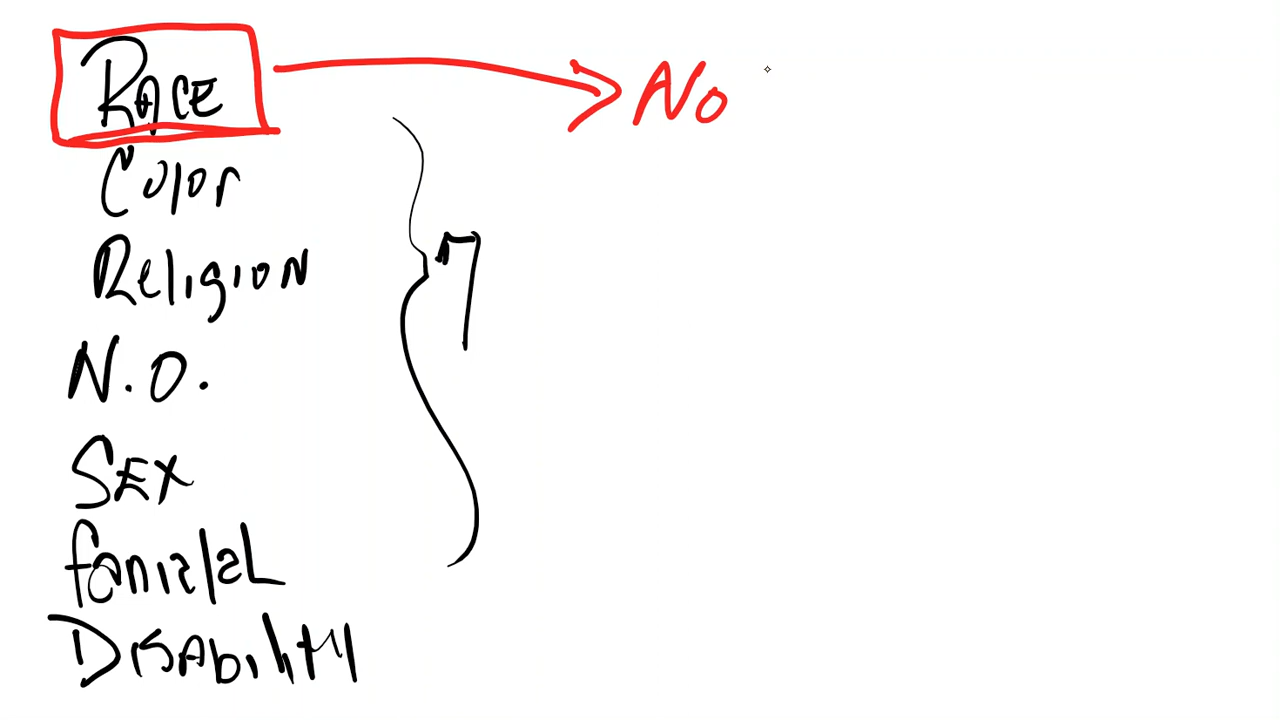 Race → No
Color
Religion
7
N.O.
Sex
Familial
Disability